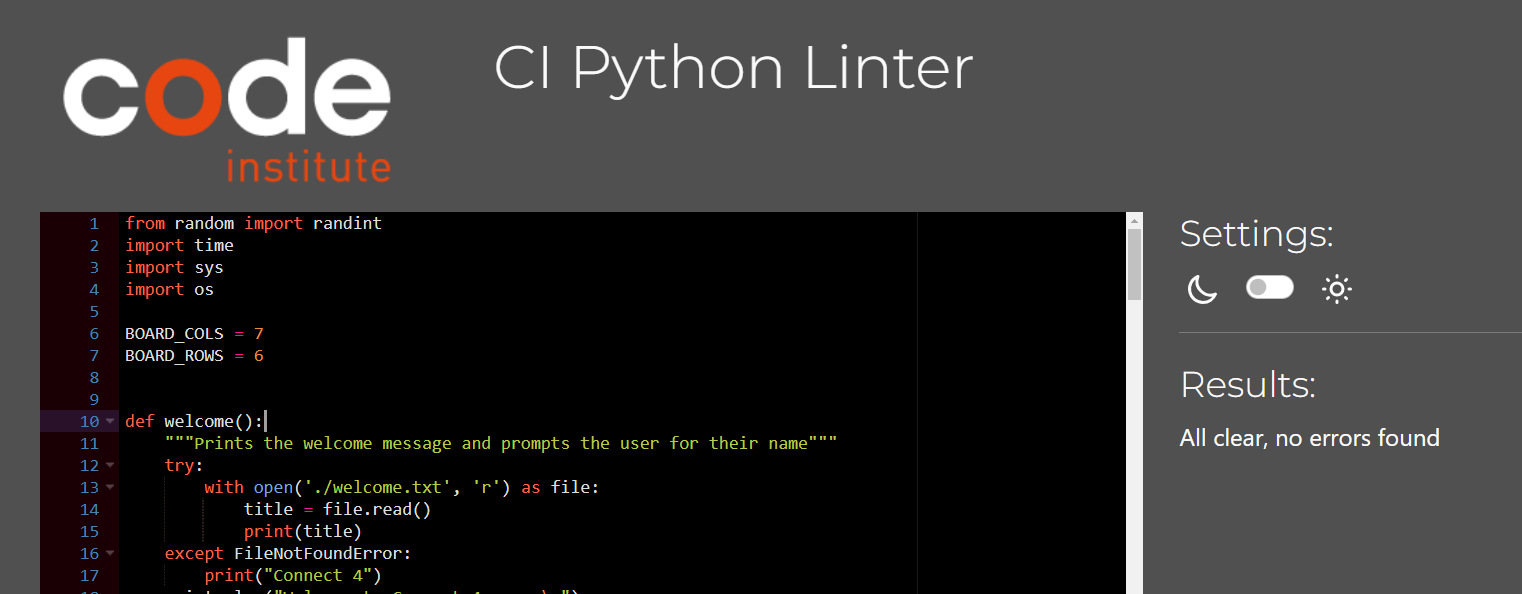 code
institute
CI Python Linter
1 from random import randint
2 import time
3 import sys
4 import os
5
6 BOARD_COLS = 7
7 BOARD_ROWS = 6
8
9
10 def welcome():
11 """Prints the welcome message and prompts the user for their name"""
12 try:
13 with open('./welcome.txt', 'r') as file:
14 title = file.read()
15 print(title)
16 except FileNotFoundError:
17 print("Connect 4")
Settings:
Results:
All clear, no errors found